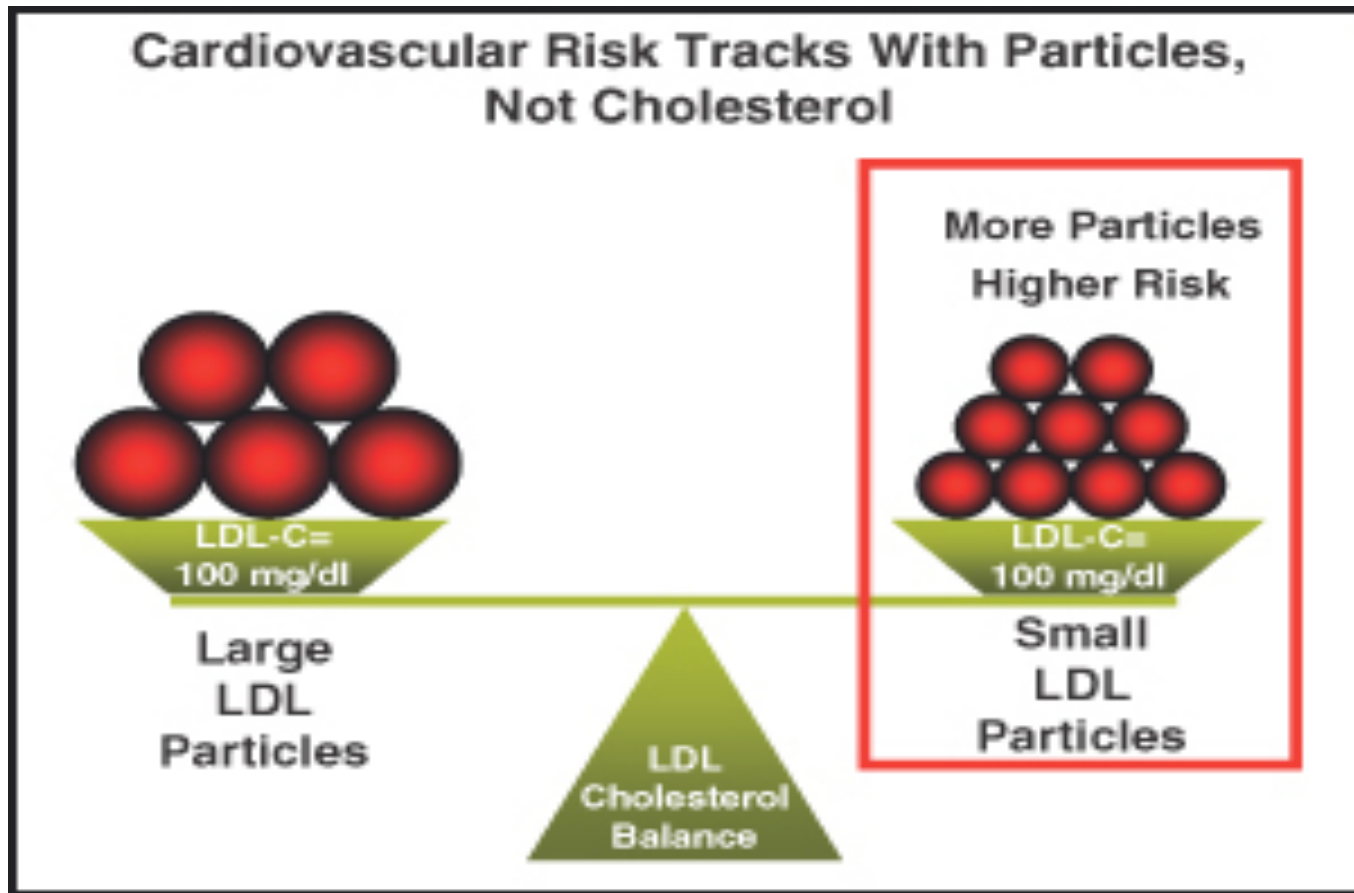 Cardiovascular Risk Tracks With Particles,
Not Cholesterol
More Particles
Higher Risk
LDL-C=
100 mg/dl
LDL-C=
100 mg/dl
Large
LDL
Particles
Small
LDL
Particles
LDL
Cholesterol
Balance